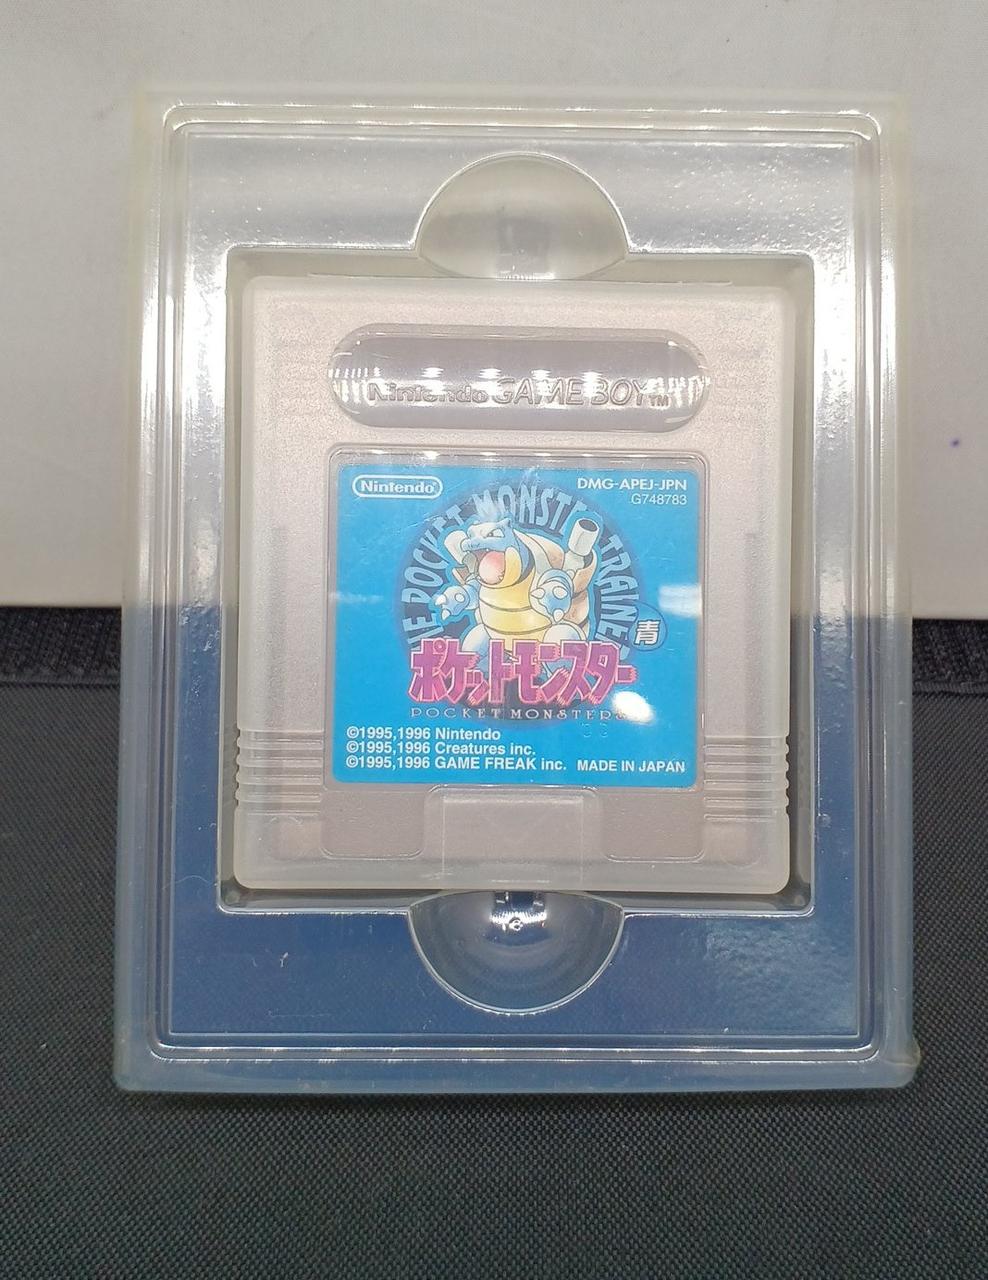 Nintendo GAME BOY TM
Nintendo
DMG-APEJ-JPN
G748783
THE POCKET MONSTER TRAINER
青
ポケットモンスター
POCKET MONSTERS
©1995,1996 Nintendo
©1995,1996 Creatures inc.
©1995,1996 GAME FREAK inc. MADE IN JAPAN